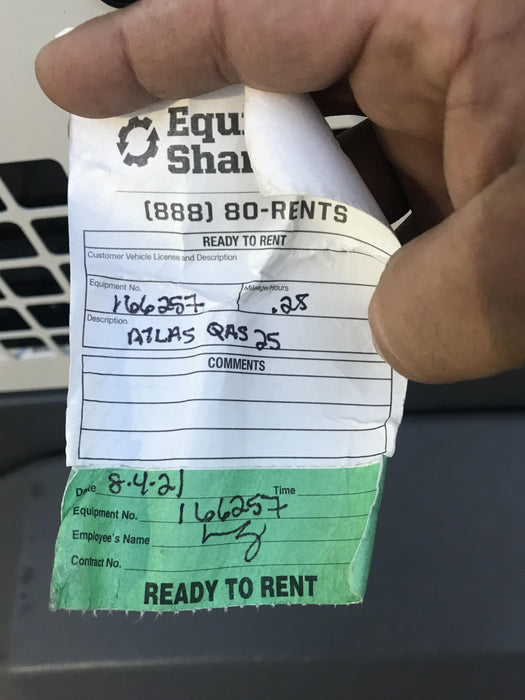 Equi
Shar
(888) 80-RENTS
READY TO RENT
Customer Vehicle License and Description
Equipment No. Mileage/Hours
166257 .28
Description
ATLAS QAS 25
COMMENTS
Date 8.4.21 Time
Equipment No. 166257
Employee's Name
Contract No.
READY TO RENT